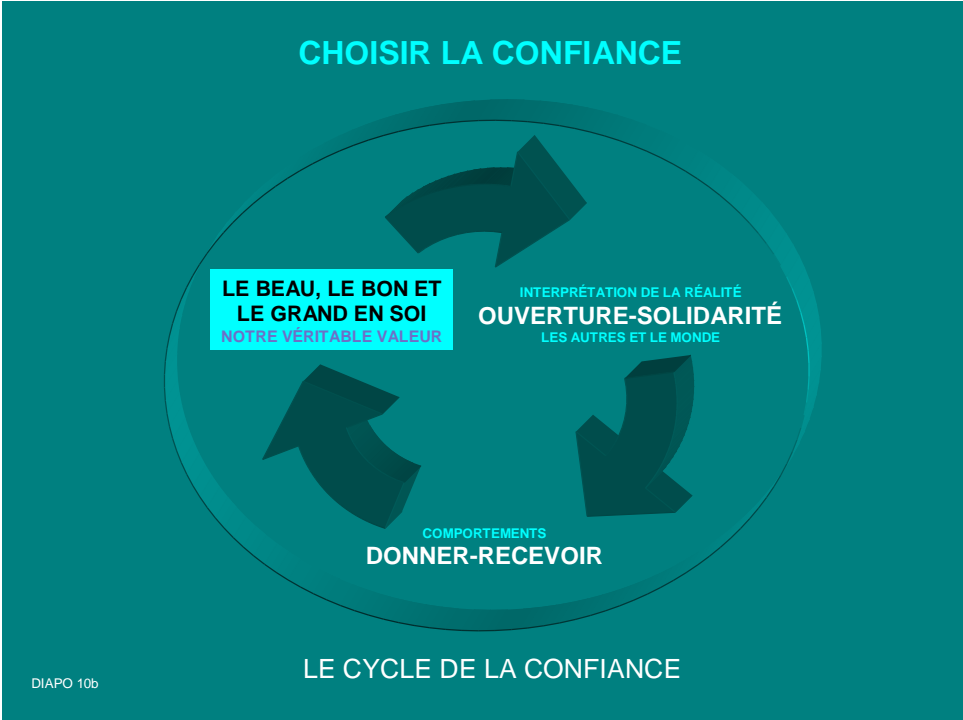 CHOISIR LA CONFIANCE
LE BEAU, LE BON ET
LE GRAND EN SOI
NOTRE VÉRITABLE VALEUR
INTERPRÉTATION DE LA RÉALITÉ
OUVERTURE-SOLIDARITÉ
LES AUTRES ET LE MONDE
COMPORTEMENTS
DONNER-RECEVOIR
LE CYCLE DE LA CONFIANCE
DIAPO 10b